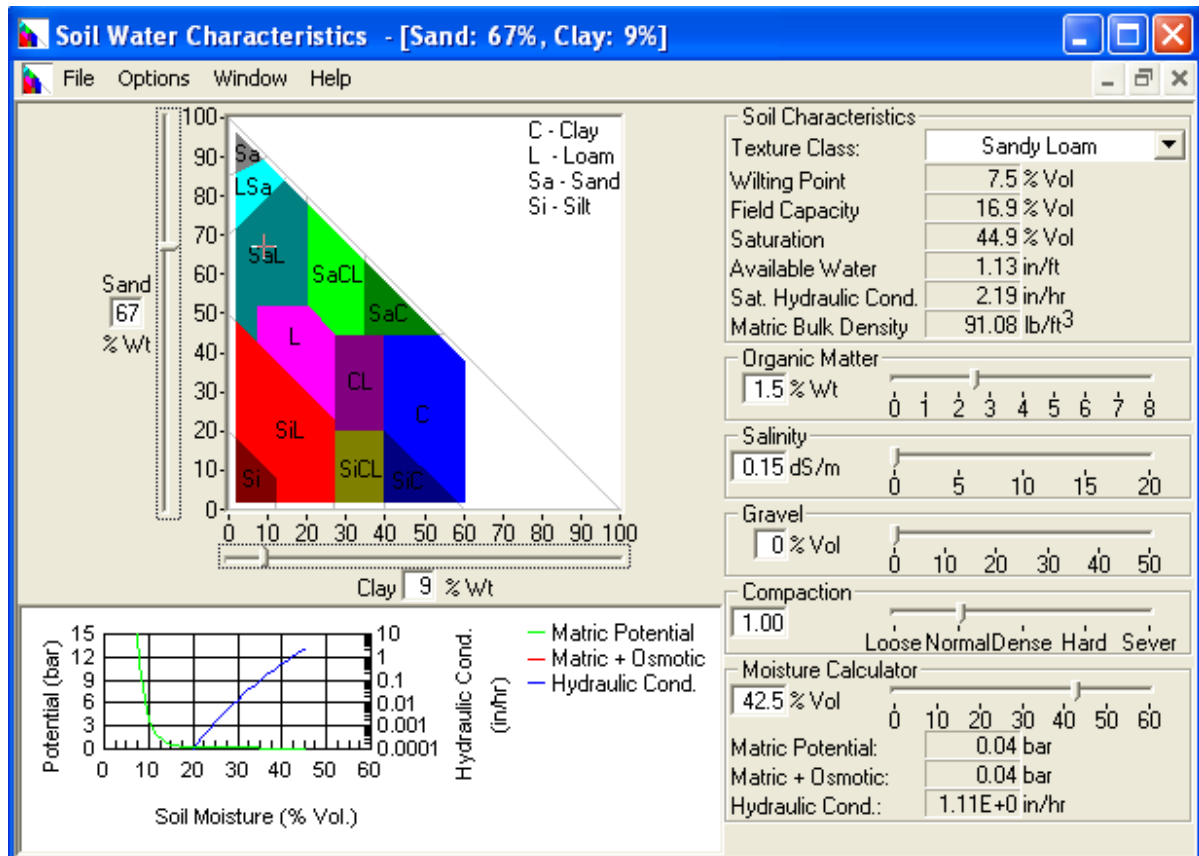 Soil Water Characteristics - [Sand: 67%, Clay: 9%]
File Options Window Help
100
90
80
70
60
50
40
30
20
10
0
0 10 20 30 40 50 60 70 80 90 100
C - Clay
L - Loam
Sa - Sand
Si - Silt
Sa
LSa
SaL
SaCL
SaC
L
CL
C
SiL
SiCL
SiC
Si
Sand
67
% Wt
Clay 9 % Wt
Soil Characteristics
Texture Class: Sandy Loam
Wilting Point 7.5 % Vol
Field Capacity 16.9 % Vol
Saturation 44.9 % Vol
Available Water 1.13 in/ft
Sat. Hydraulic Cond. 2.19 in/hr
Matric Bulk Density 91.08 lb/ft3
Organic Matter
1.5 % Wt
0 1 2 3 4 5 6 7 8
Salinity
0.15 dS/m
0 5 10 15 20
Gravel
0 % Vol
0 10 20 30 40 50
Compaction
1.00
Loose Normal Dense Hard Sever
Moisture Calculator
42.5 % Vol
0 10 20 30 40 50 60
Matric Potential: 0.04 bar
Matric + Osmotic: 0.04 bar
Hydraulic Cond.: 1.11E+0 in/hr
Potential (bar)
15
12
9
6
3
0
0 10 20 30 40 50 60
Soil Moisture (% Vol.)
10
1
0.1
0.01
0.001
0.0001
Hydraulic Cond.
(in/hr)
Matric Potential
Matric + Osmotic
Hydraulic Cond.